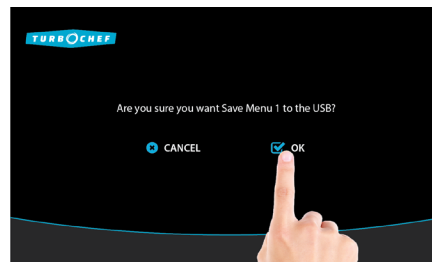 TURBOCHEF
Are you sure you want Save Menu 1 to the USB?
CANCEL
OK